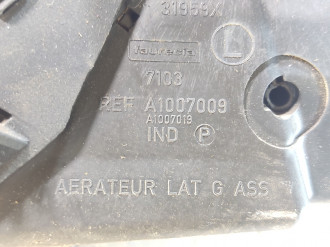 31959X
faurecia
L
7103
REF A1007009
A1007019
IND P
AERATEUR LAT G ASS